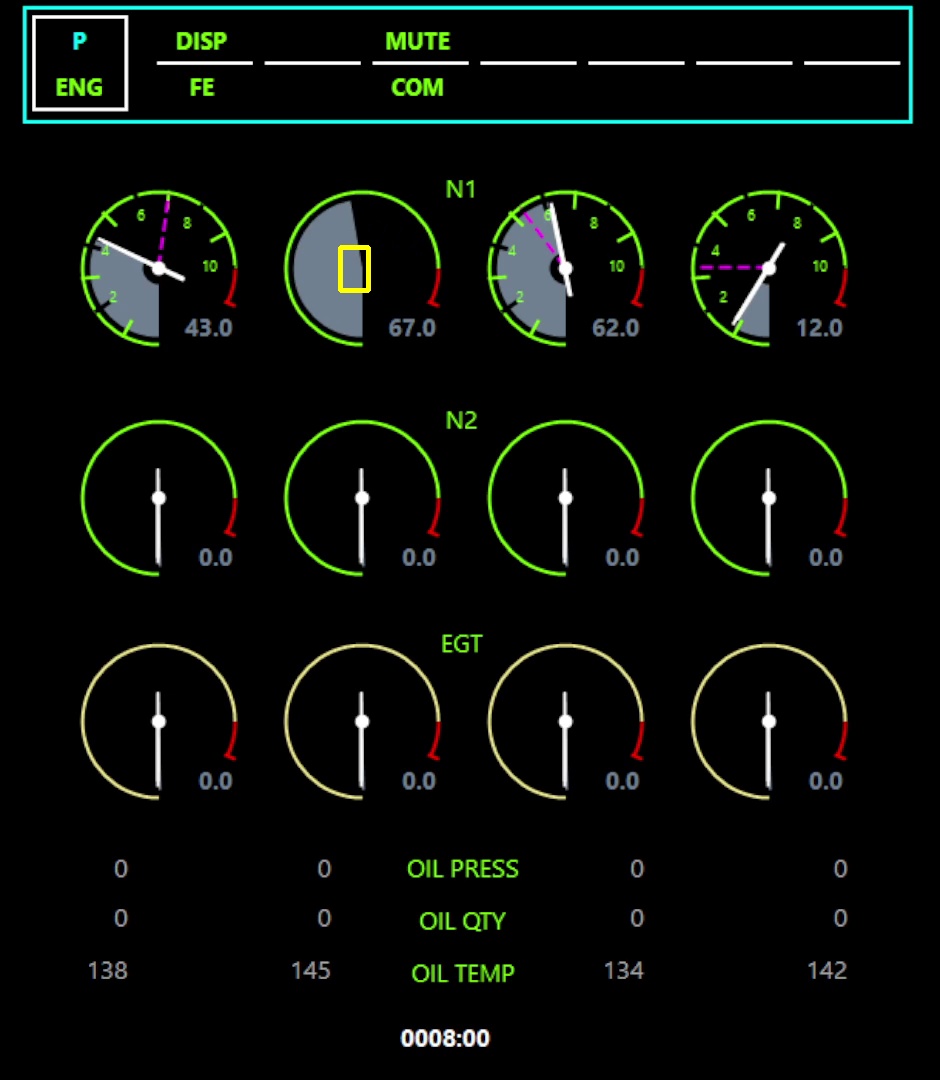 P DISP MUTE
ENG FE COM
N1
4 6 8 10 2 43.0
67.0
4 6 8 10 2 62.0
4 6 8 10 2 12.0
N2
0.0 0.0 0.0 0.0
EGT
0.0 0.0 0.0 0.0
0 0 OIL PRESS 0 0
0 0 OIL QTY 0 0
138 145 OIL TEMP 134 142
0008:00